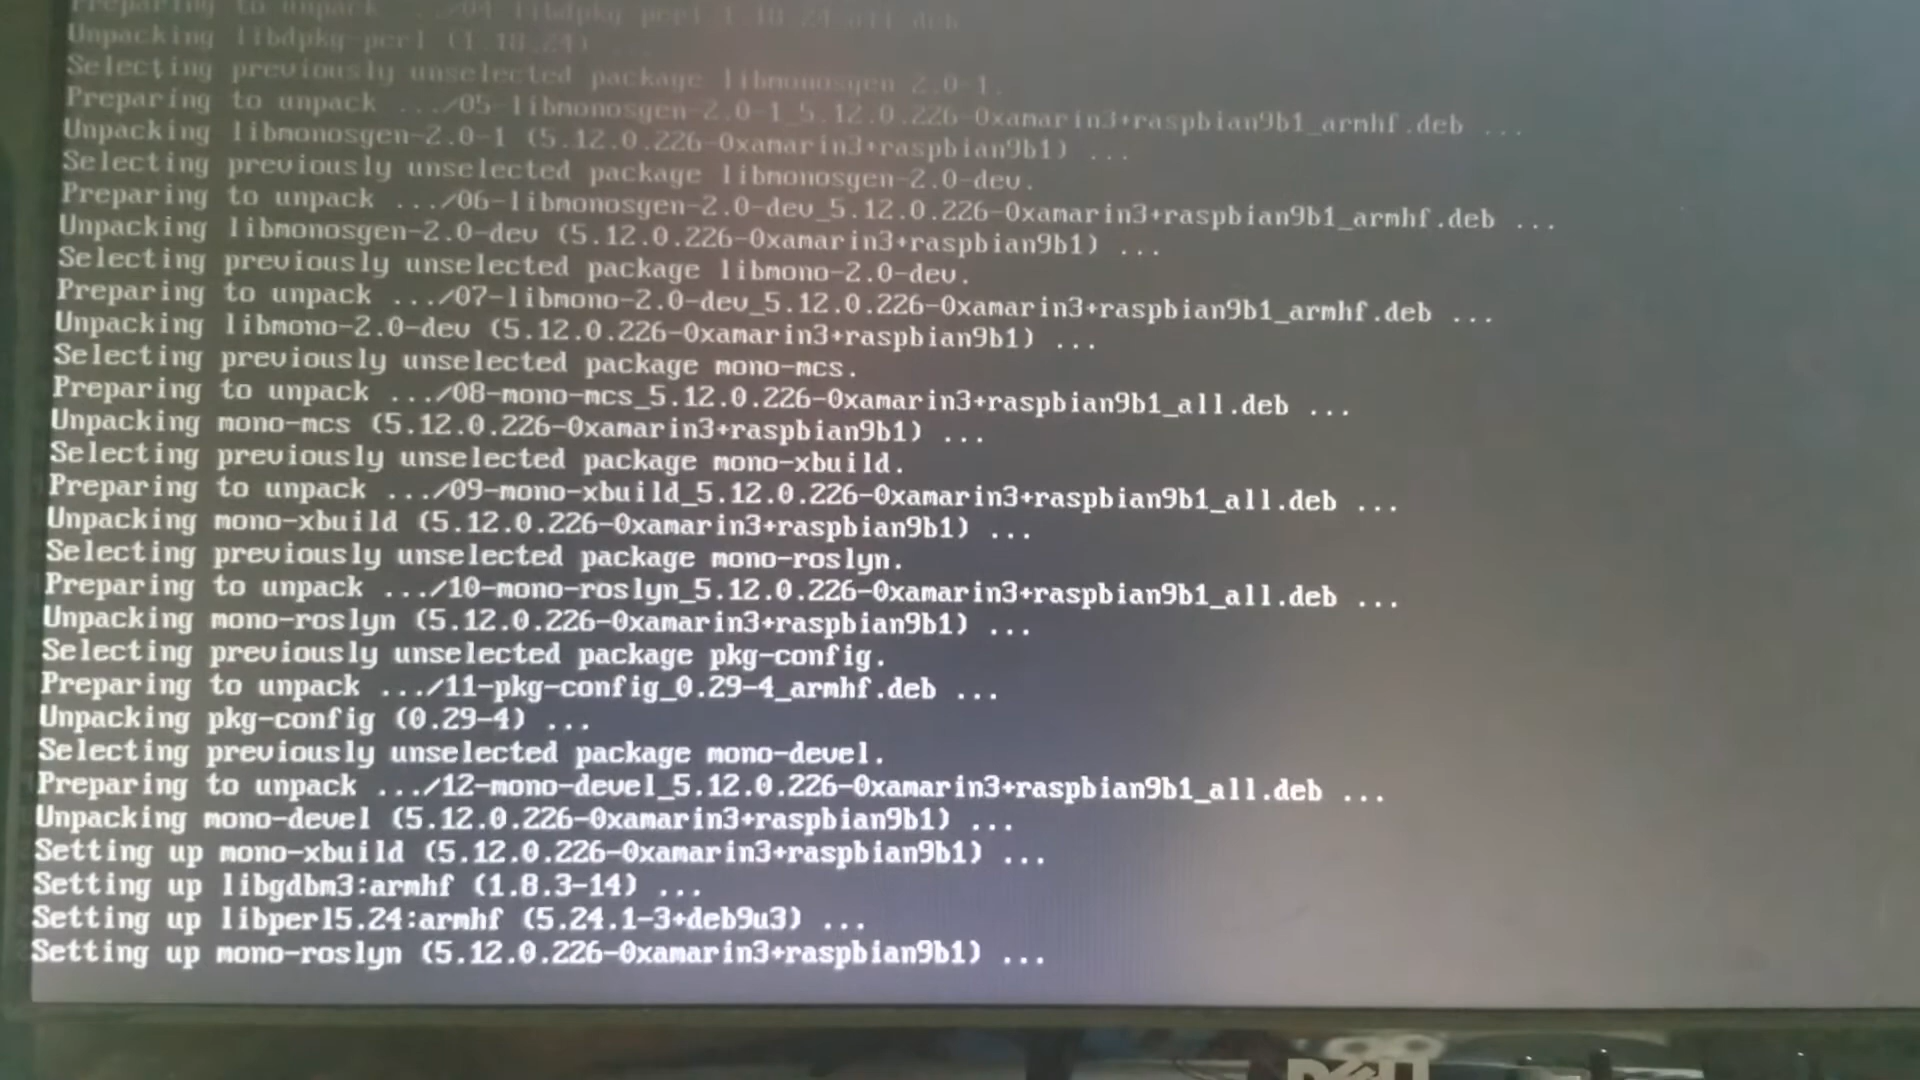 Preparing to unpack .../04-libdpkg-perl_1.18.24_all.deb
Unpacking libdpkg-perl (1.18.24)
Selecting previously unselected package libmonosgen-2.0-1.
Preparing to unpack .../05-libmonosgen-2.0-1_5.12.0.226-0xamarin3+raspbian9b1_armhf.deb ...
Unpacking libmonosgen-2.0-1 (5.12.0.226-0xamarin3+raspbian9b1) ...
Selecting previously unselected package libmonosgen-2.0-dev.
Preparing to unpack .../06-libmonosgen-2.0-dev_5.12.0.226-0xamarin3+raspbian9b1_armhf.deb ...
Unpacking libmonosgen-2.0-dev (5.12.0.226-0xamarin3+raspbian9b1) ...
Selecting previously unselected package libmono-2.0-dev.
Preparing to unpack .../07-libmono-2.0-dev_5.12.0.226-0xamarin3+raspbian9b1_armhf.deb ...
Unpacking libmono-2.0-dev (5.12.0.226-0xamarin3+raspbian9b1) ...
Selecting previously unselected package mono-mcs.
Preparing to unpack .../08-mono-mcs_5.12.0.226-0xamarin3+raspbian9b1_all.deb ...
Unpacking mono-mcs (5.12.0.226-0xamarin3+raspbian9b1) ...
Selecting previously unselected package mono-xbuild.
Preparing to unpack .../09-mono-xbuild_5.12.0.226-0xamarin3+raspbian9b1_all.deb ...
Unpacking mono-xbuild (5.12.0.226-0xamarin3+raspbian9b1) ...
Selecting previously unselected package mono-roslyn.
Preparing to unpack .../10-mono-roslyn_5.12.0.226-0xamarin3+raspbian9b1_all.deb ...
Unpacking mono-roslyn (5.12.0.226-0xamarin3+raspbian9b1) ...
Selecting previously unselected package pkg-config.
Preparing to unpack .../11-pkg-config_0.29-4_armhf.deb ...
Unpacking pkg-config (0.29-4) ...
Selecting previously unselected package mono-devel.
Preparing to unpack .../12-mono-devel_5.12.0.226-0xamarin3+raspbian9b1_all.deb ...
Unpacking mono-devel (5.12.0.226-0xamarin3+raspbian9b1) ...
Setting up mono-xbuild (5.12.0.226-0xamarin3+raspbian9b1) ...
Setting up libgdbm3:armhf (1.8.3-14) ...
Setting up libperl5.24:armhf (5.24.1-3+deb9u3) ...
Setting up mono-roslyn (5.12.0.226-0xamarin3+raspbian9b1) ...
DELL